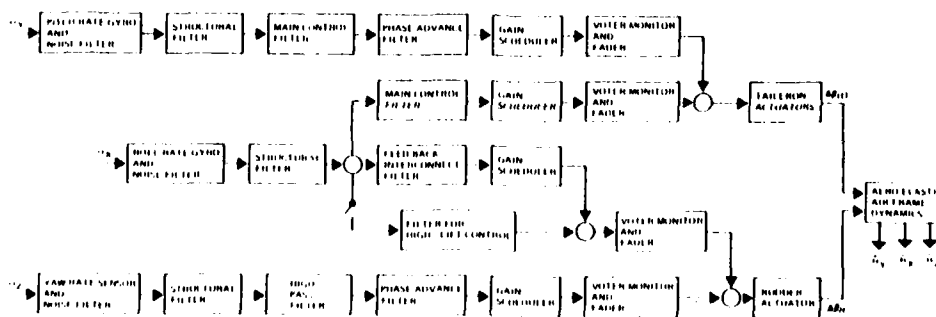 PITCH RATE GYRO
AND
NOISE FILTER
STRUCTURAL
FILTER
MAIN CONTROL
FILTER
PHASE ADVANCE
FILTER
GAIN
SCHEDULER
VOTER MONITOR
AND
FADER
MAIN CONTROL
FILTER
GAIN
SCHEDULER
VOTER MONITOR
AND
FADER
TAILERON
ACTUATORS
ROLL RATE GYRO
AND
NOISE FILTER
STRUCTURAL
FILTER
FEED BACK
INTERCONNECT
FILTER
GAIN
SCHEDULER
AERO ELASTIC
AIRFRAME
DYNAMICS
FILTER FOR
HIGH-LIFT CONTROL
VOTER MONITOR
AND
FADER
YAW RATE SENSOR
AND
NOISE FILTER
STRUCTURAL
FILTER
HIGH
PASS
FILTER
PHASE ADVANCE
FILTER
GAIN
SCHEDULER
VOTER MONITOR
AND
FADER
RUDDER
ACTUATOR